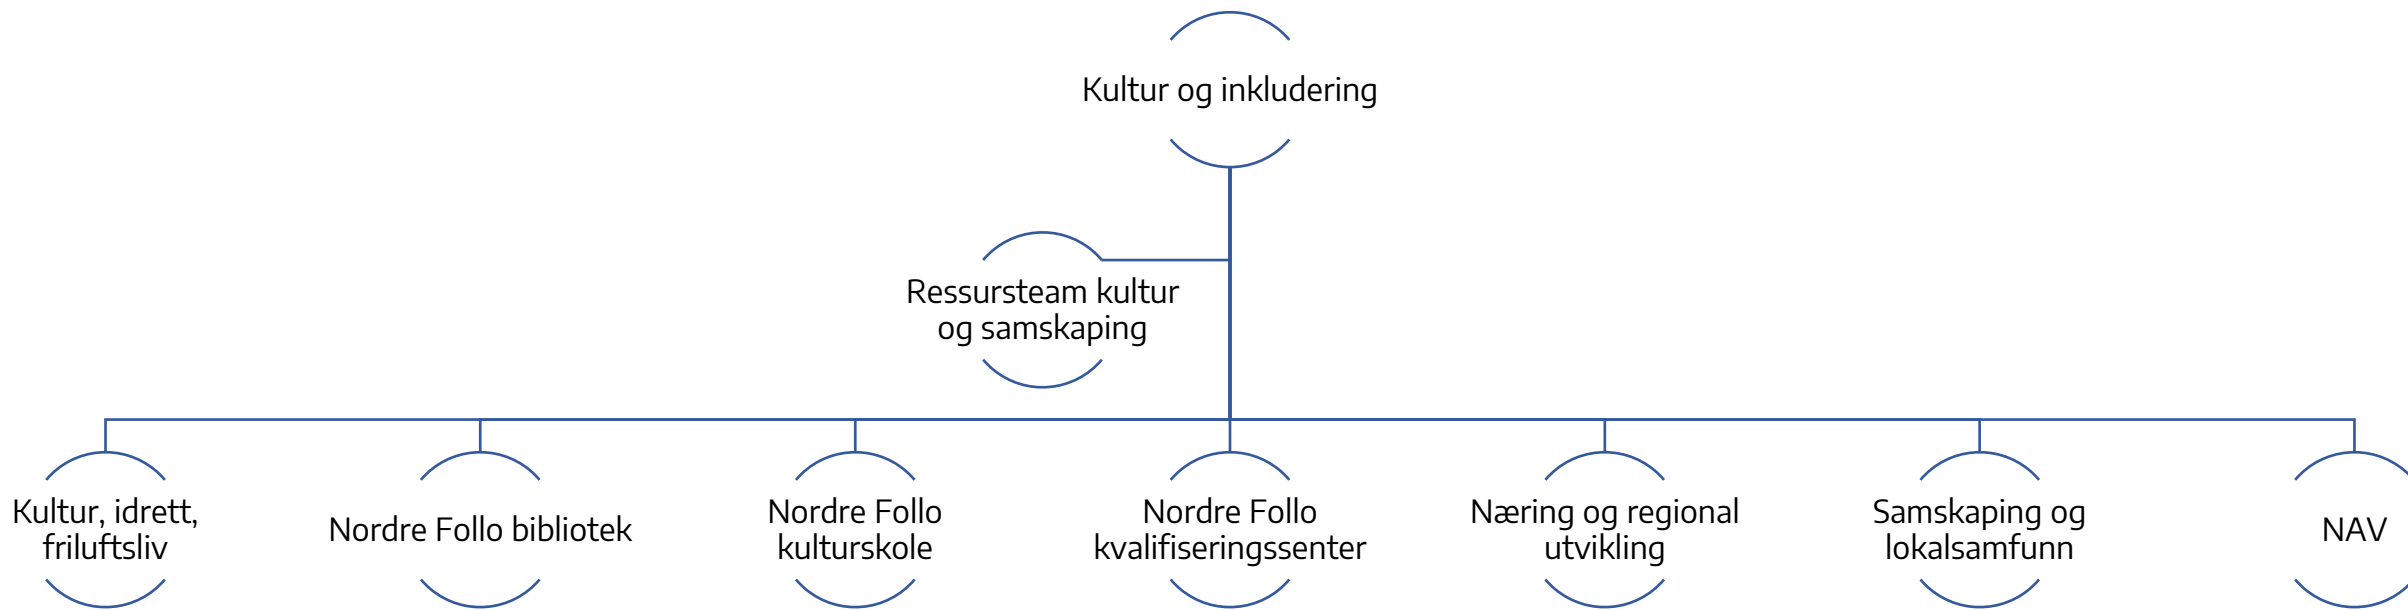 Kultur og inkludering
Ressursteam kultur
og samskaping
Kultur, idrett,
friluftsliv
Nordre Follo bibliotek
Nordre Follo
kulturskole
Nordre Follo
kvalifiseringssenter
Næring og regional
utvikling
Samskaping og
lokalsamfunn
NAV